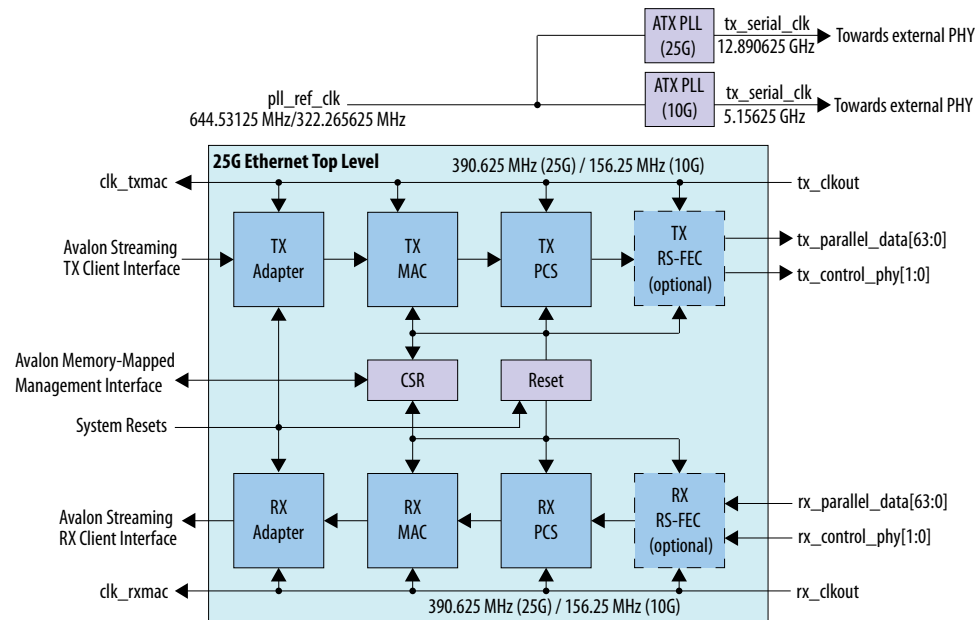 ATX PLL
(25G)
tx_serial_clk
12.890625 GHz
Towards external PHY
pll_ref_clk
644.53125 MHz/322.265625 MHz
ATX PLL
(10G)
tx_serial_clk
5.15625 GHz
Towards external PHY
25G Ethernet Top Level
390.625 MHz (25G) / 156.25 MHz (10G)
clk_txmac
tx_clkout
Avalon Streaming
TX Client Interface
TX
Adapter
TX
MAC
TX
PCS
TX
RS-FEC
(optional)
tx_parallel_data[63:0]
tx_control_phy[1:0]
Avalon Memory-Mapped
Management Interface
CSR
Reset
System Resets
Avalon Streaming
RX Client Interface
RX
Adapter
RX
MAC
RX
PCS
RX
RS-FEC
(optional)
rx_parallel_data[63:0]
rx_control_phy[1:0]
clk_rxmac
rx_clkout
390.625 MHz (25G) / 156.25 MHz (10G)